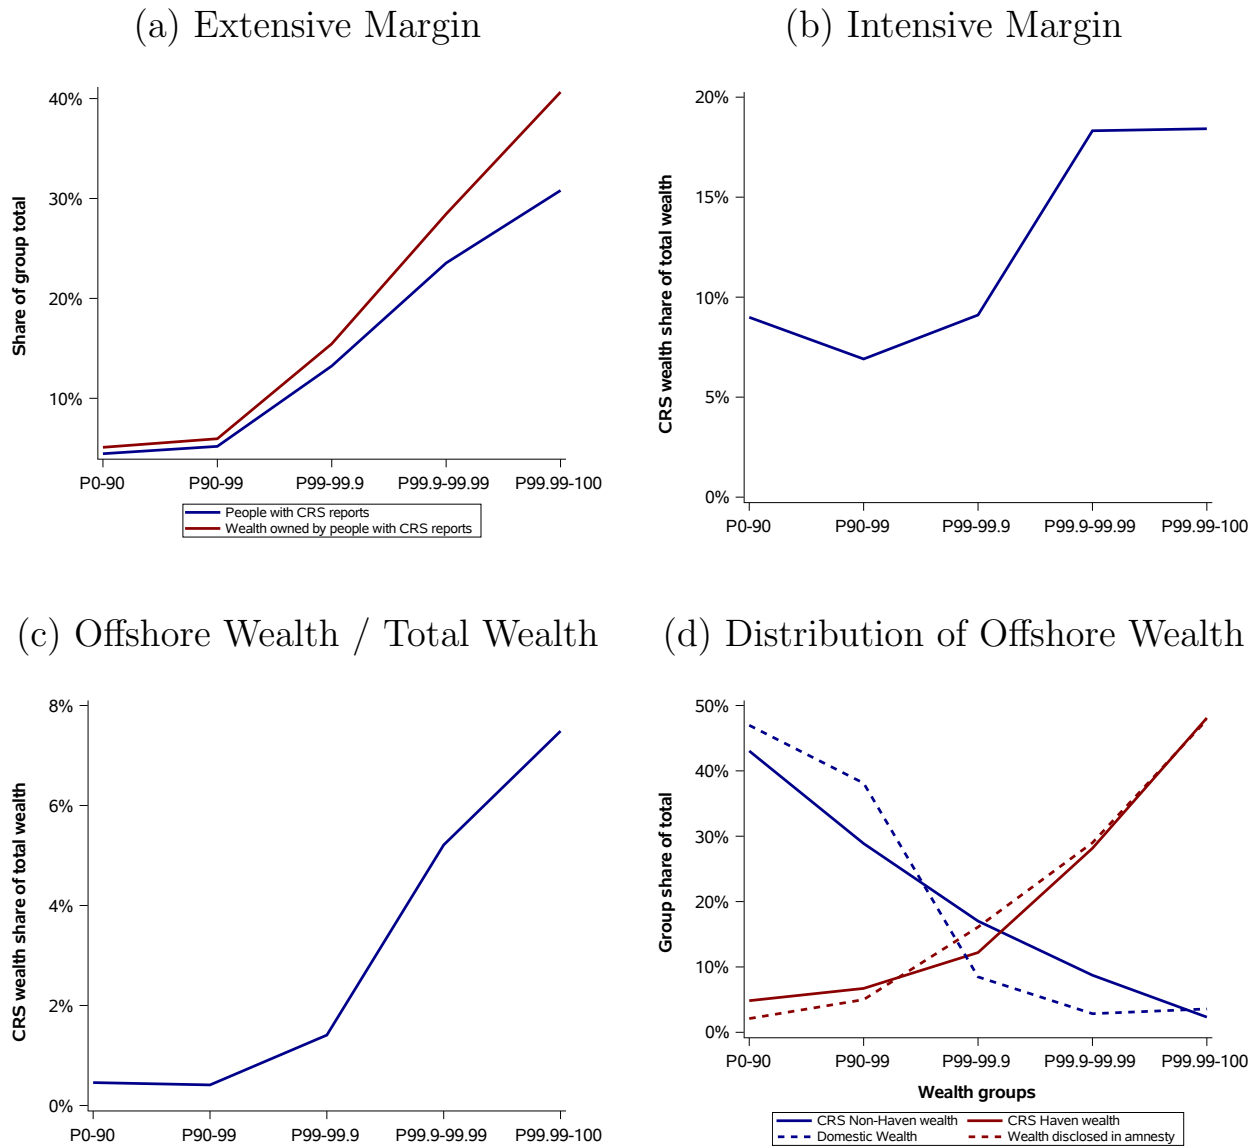 (a) Extensive Margin
40%
30%
20%
10%
Share of group total
P0-90 P90-99 P99-99.9 P99.9-99.99 P99.99-100
People with CRS reports
Wealth owned by people with CRS reports
(b) Intensive Margin
20%
15%
10%
5%
0%
CRS wealth share of total wealth
P0-90 P90-99 P99-99.9 P99.9-99.99 P99.99-100
(c) Offshore Wealth / Total Wealth
8%
6%
4%
2%
0%
CRS wealth share of total wealth
P0-90 P90-99 P99-99.9 P99.9-99.99 P99.99-100
(d) Distribution of Offshore Wealth
50%
40%
30%
20%
10%
0%
Group share of total
P0-90 P90-99 P99-99.9 P99.9-99.99 P99.99-100
Wealth groups
CRS Non-Haven wealth CRS Haven wealth
Domestic Wealth Wealth disclosed in amnesty